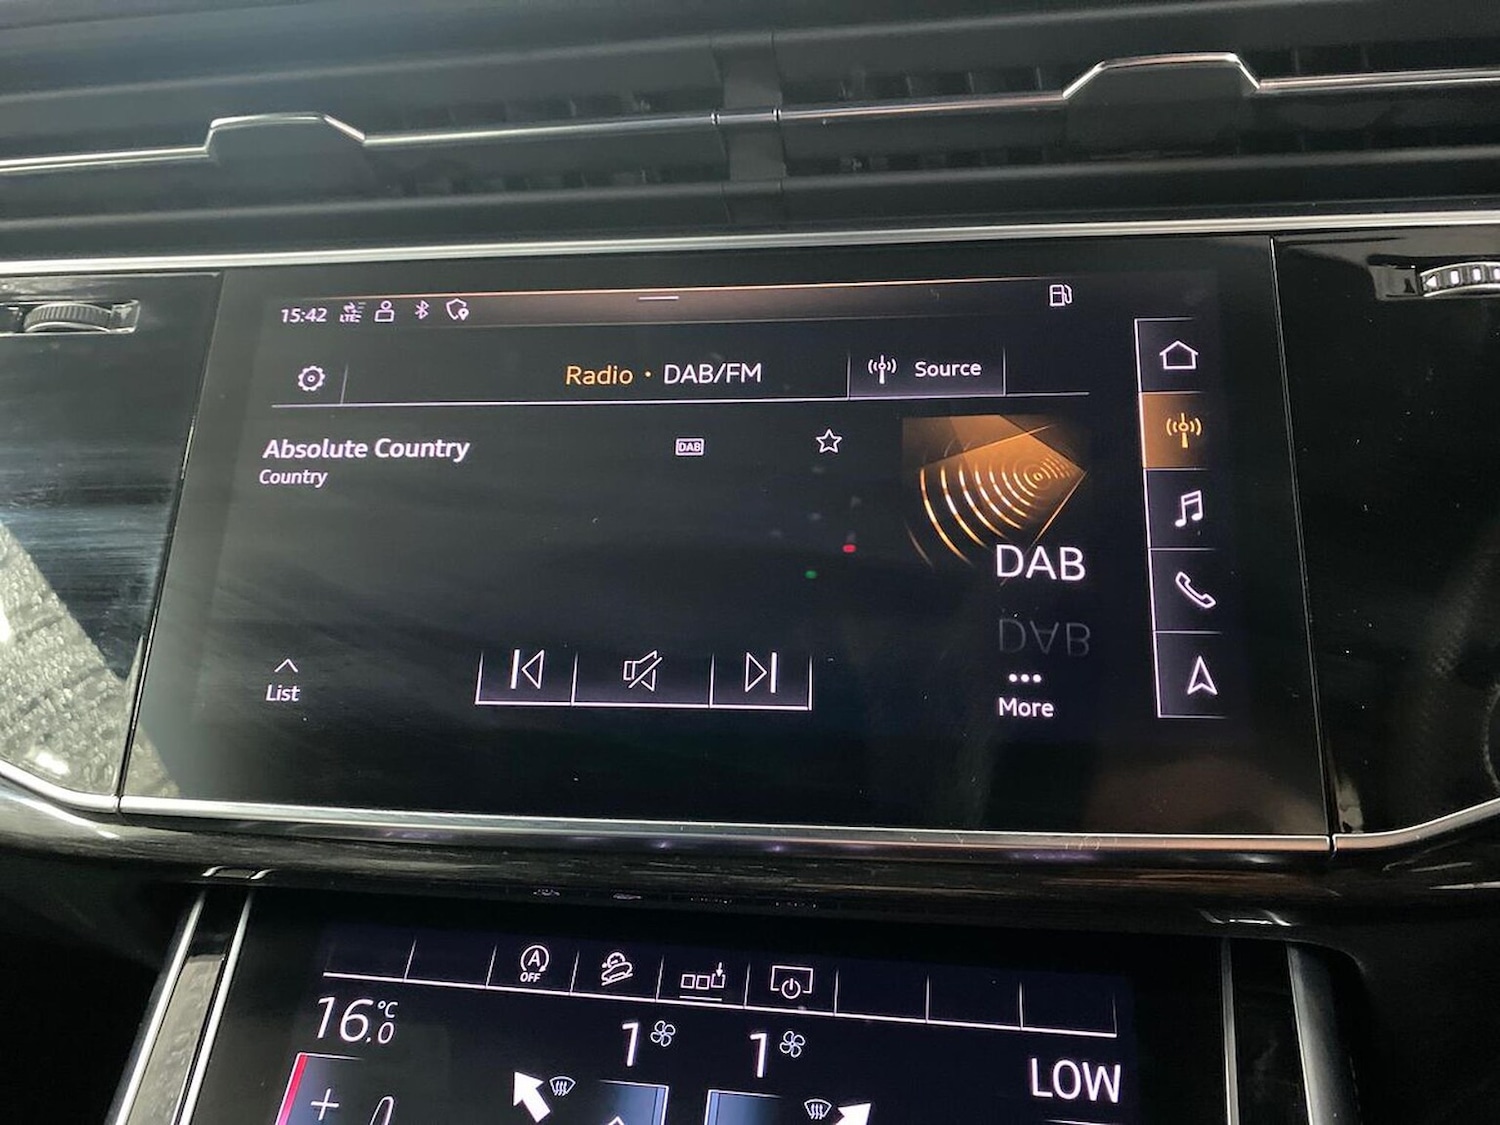 15:42 LTE
Radio · DAB/FM
Source
Absolute Country
DAB
Country
DAB
List
More
A
OFF
16.0 °C
1
1
LOW